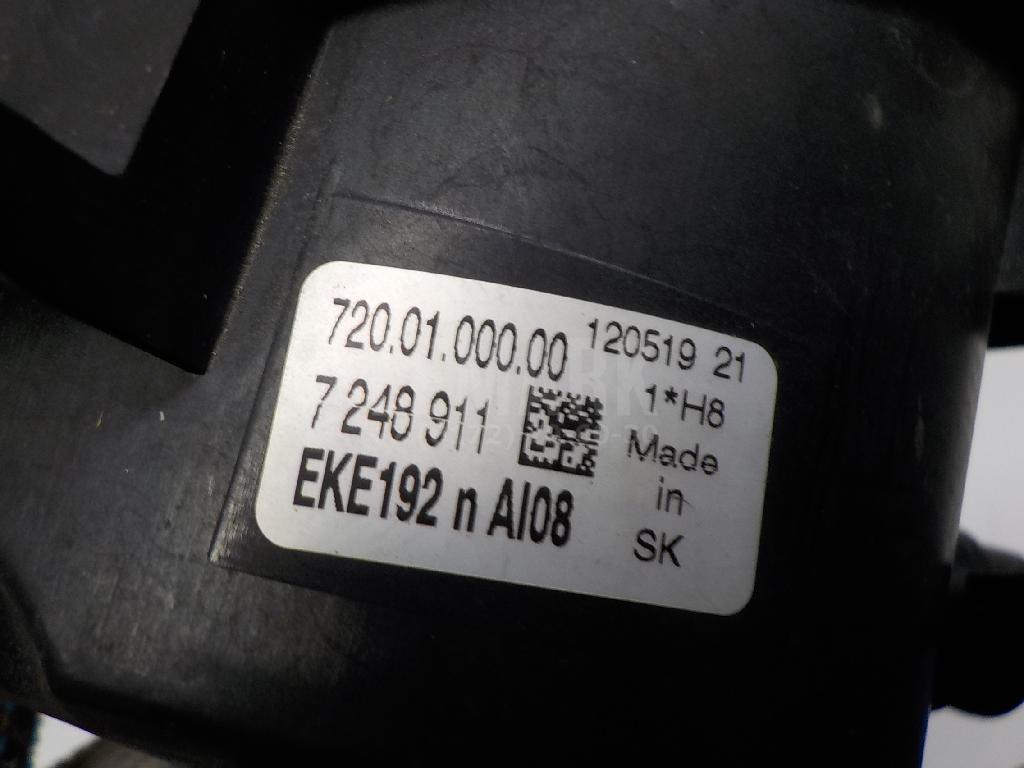 720.01.000.00 120519 21
7 248 911 1*H8
Made
EKE192 n AI08 in
SK